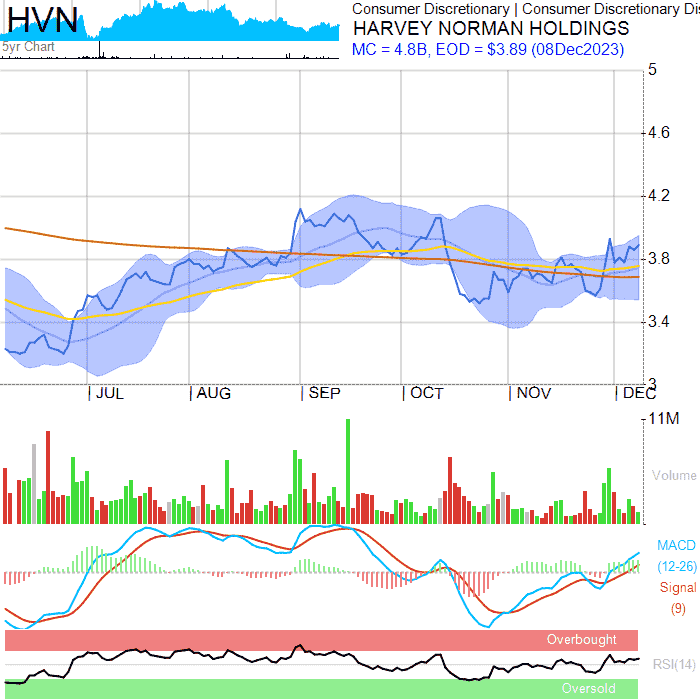 HVN
5yr Chart
Consumer Discretionary | Consumer Discretionary Dis
HARVEY NORMAN HOLDINGS
MC = 4.8B, EOD = $3.89 (08Dec2023)
5
4.6
4.2
3.8
3.4
3
JUL AUG SEP OCT NOV DEC
11M
Volume
MACD
(12-26)
Signal
(9)
Overbought
RSI(14)
Oversold